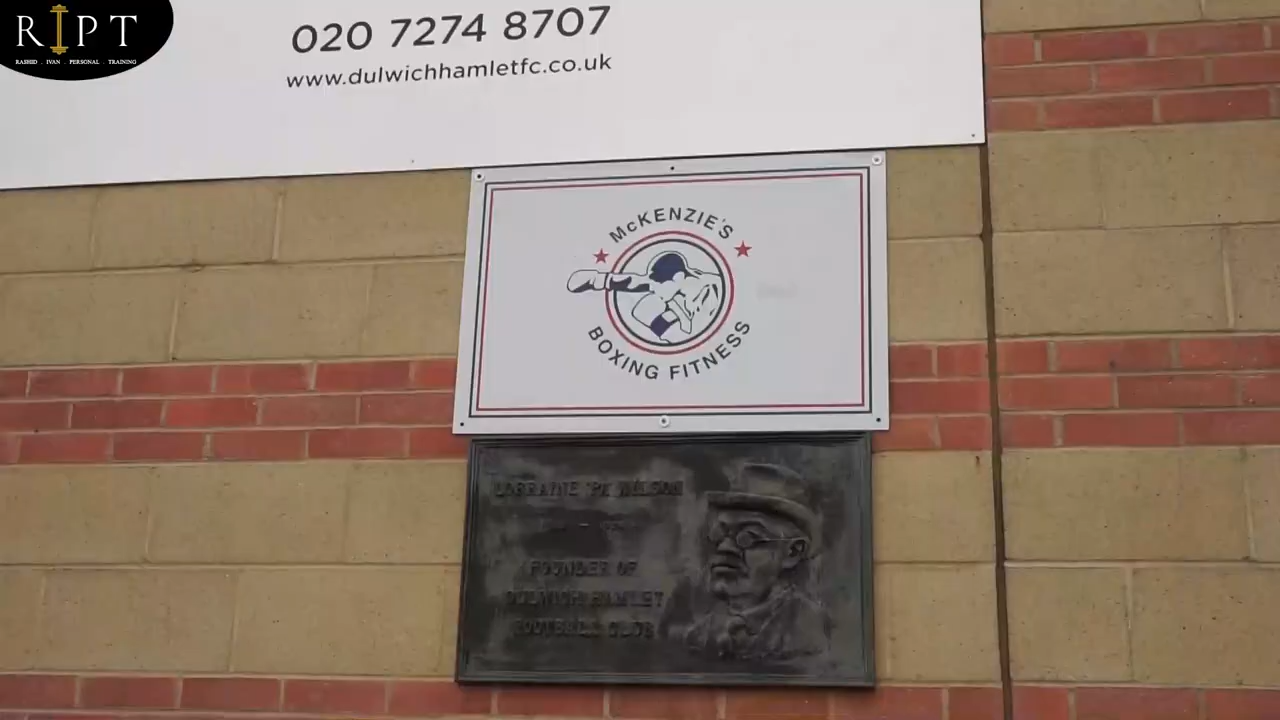 RIPT
RASHID . IVAN . PERSONAL . TRAINING
020 7274 8707
www.dulwichhamletfc.co.uk
McKENZIE'S
BOXING FITNESS
LORRAINE 'PA' WILSON
FOUNDER OF
DULWICH HAMLET
FOOTBALL CLUB